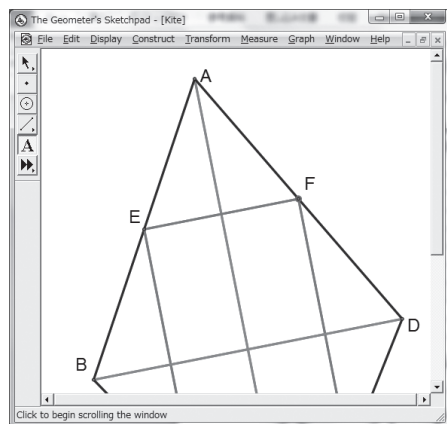 The Geometer's Sketchpad - [Kite]
File Edit Display Construct Transform Measure Graph Window Help
A
A
F
E
D
B
Click to begin scrolling the window